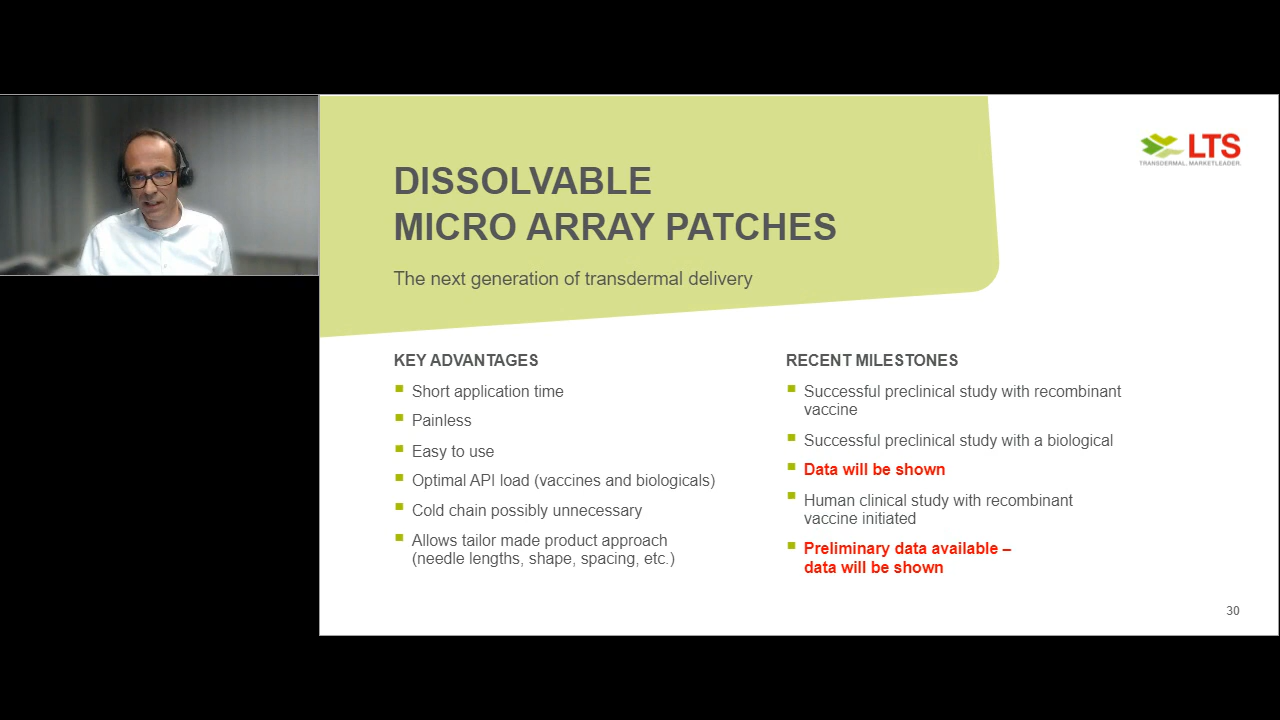 LTS
TRANSDERMAL. MARKETLEADER.
DISSOLVABLE
MICRO ARRAY PATCHES
The next generation of transdermal delivery
KEY ADVANTAGES
Short application time
Painless
Easy to use
Optimal API load (vaccines and biologicals)
Cold chain possibly unnecessary
Allows tailor made product approach
(needle lengths, shape, spacing, etc.)
RECENT MILESTONES
Successful preclinical study with recombinant
vaccine
Successful preclinical study with a biological
Data will be shown
Human clinical study with recombinant
vaccine initiated
Preliminary data available –
data will be shown
30